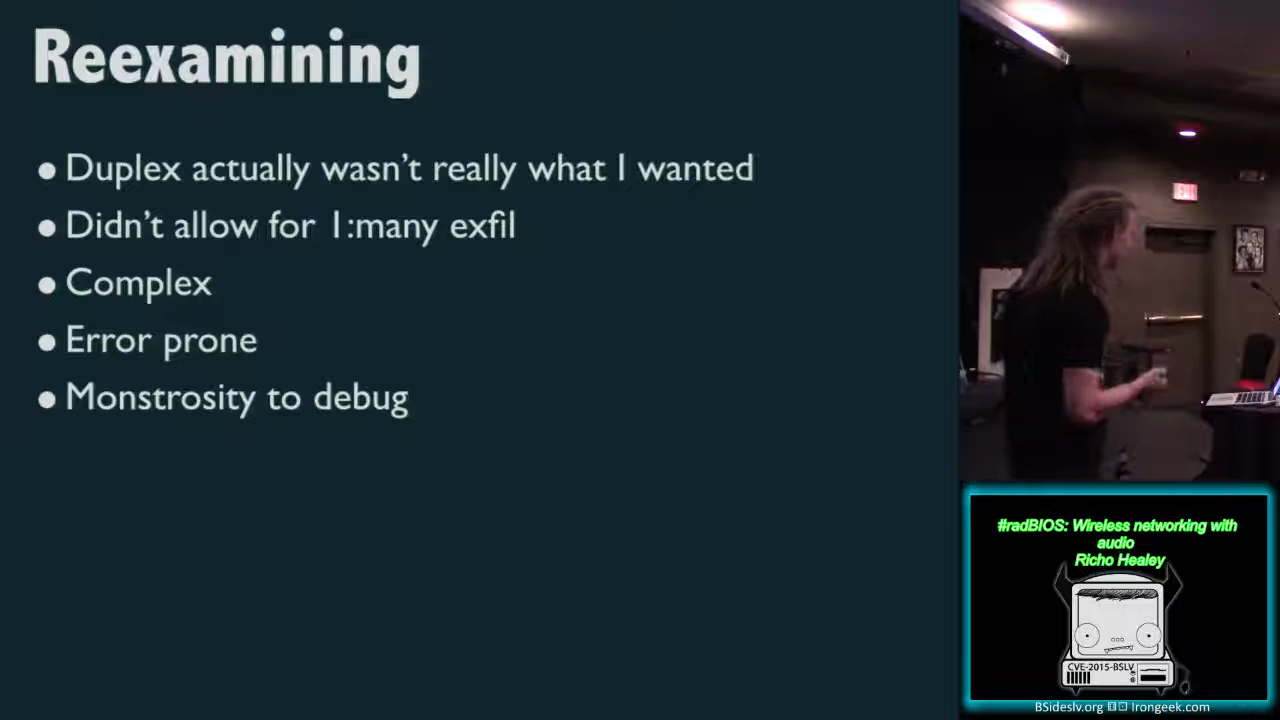 Reexamining
• Duplex actually wasn't really what I wanted
• Didn't allow for 1:many exfil
• Complex
• Error prone
• Monstrosity to debug
EXIT
#radBIOS: Wireless networking with
audio
Richo Healey
CVE-2015-BSLV
BSideslv.org Irongeek.com